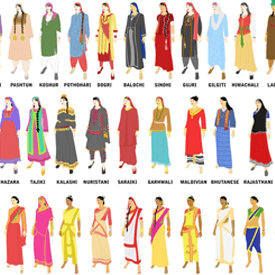 PASHTUN KOSHUR POTHOHARI DOGRI BALOCHI SINDHI GUJRI GILGITI HIMACHALI
HAZARA TAJIKI KALASHI NURISTANI SARAIKI GARHWALI MALDIVIAN BHUTANESE RAJASTHANI